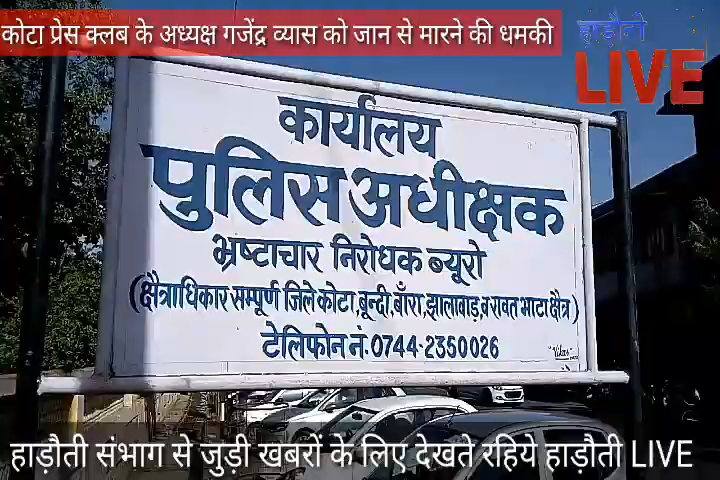 कोटा प्रेस क्लब के अध्यक्ष गजेंद्र व्यास को जान से मारने की धमकी
हाड़ौती
LIVE
कार्यालय
पुलिस अधीक्षक
भ्रष्टाचार निरोधक ब्यूरो
(क्षैत्राधिकार सम्पूर्ण जिले कोटा,बून्दी,बाँरा,झालावाड़,व रावत भाटा क्षैत्र)
टेलिफोन नं. 0744-2350026
हाड़ौती संभाग से जुड़ी खबरों के लिए देखते रहिये हाड़ौती LIVE